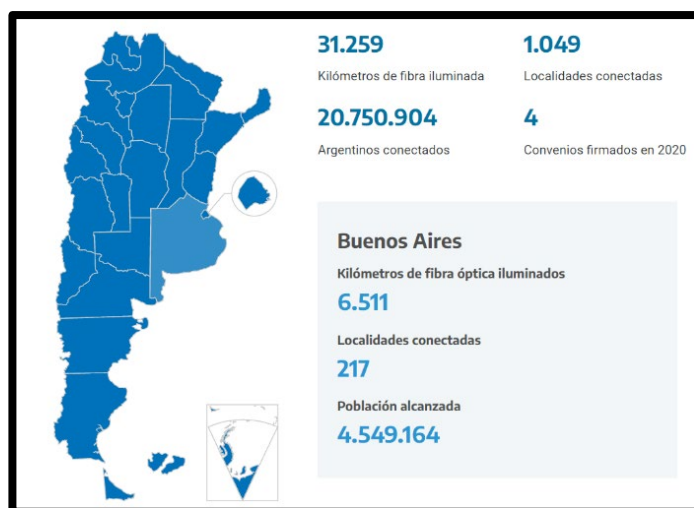 31.259
Kilómetros de fibra iluminada
1.049
Localidades conectadas
20.750.904
Argentinos conectados
4
Convenios firmados en 2020
Buenos Aires
Kilómetros de fibra óptica iluminados
6.511
Localidades conectadas
217
Población alcanzada
4.549.164